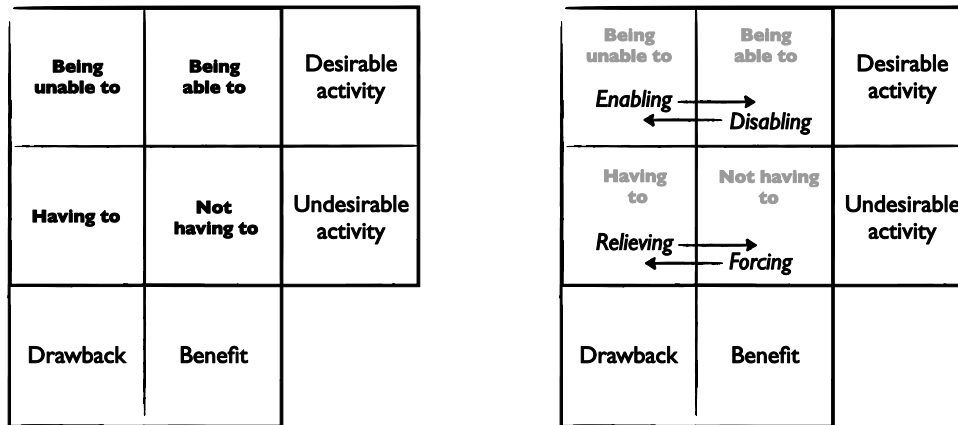 Being
unable to
Being
able to
Desirable
activity
Having to
Not
having to
Undesirable
activity
Drawback
Benefit
Being
unable to
Being
able to
Desirable
activity
Enabling
Disabling
Having
to
Not having
to
Undesirable
activity
Relieving
Forcing
Drawback
Benefit